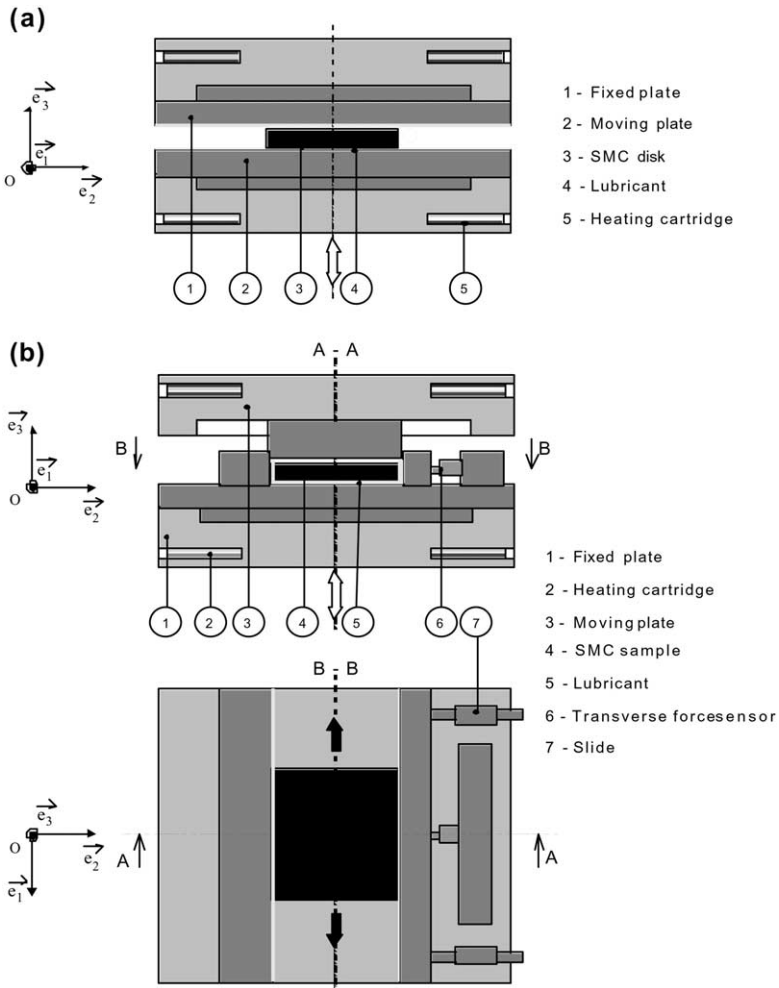 (a)
e3
e1
O
e2
1 - Fixed plate
2 - Moving plate
3 - SMC disk
4 - Lubricant
5 - Heating cartridge
1 2 3 4 5
(b)
A - A
B B
e3
e1
O
e2
1 2 3 4 5 6 7
1 - Fixed plate
2 - Heating cartridge
3 - Moving plate
4 - SMC sample
5 - Lubricant
6 - Transverse forcesensor
7 - Slide
B - B
e3
O
e2
e1
A A